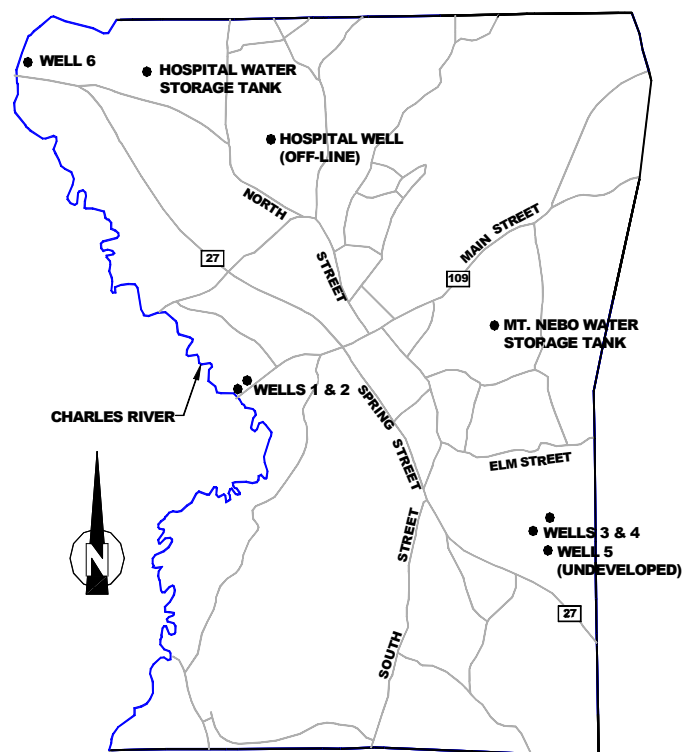 WELL 6
HOSPITAL WATER
STORAGE TANK
HOSPITAL WELL
(OFF-LINE)
NORTH
STREET
MAIN STREET
27
109
MT. NEBO WATER
STORAGE TANK
WELLS 1 & 2
CHARLES RIVER
SPRING STREET
ELM STREET
N
WELLS 3 & 4
WELL 5
(UNDEVELOPED)
SOUTH STREET
27